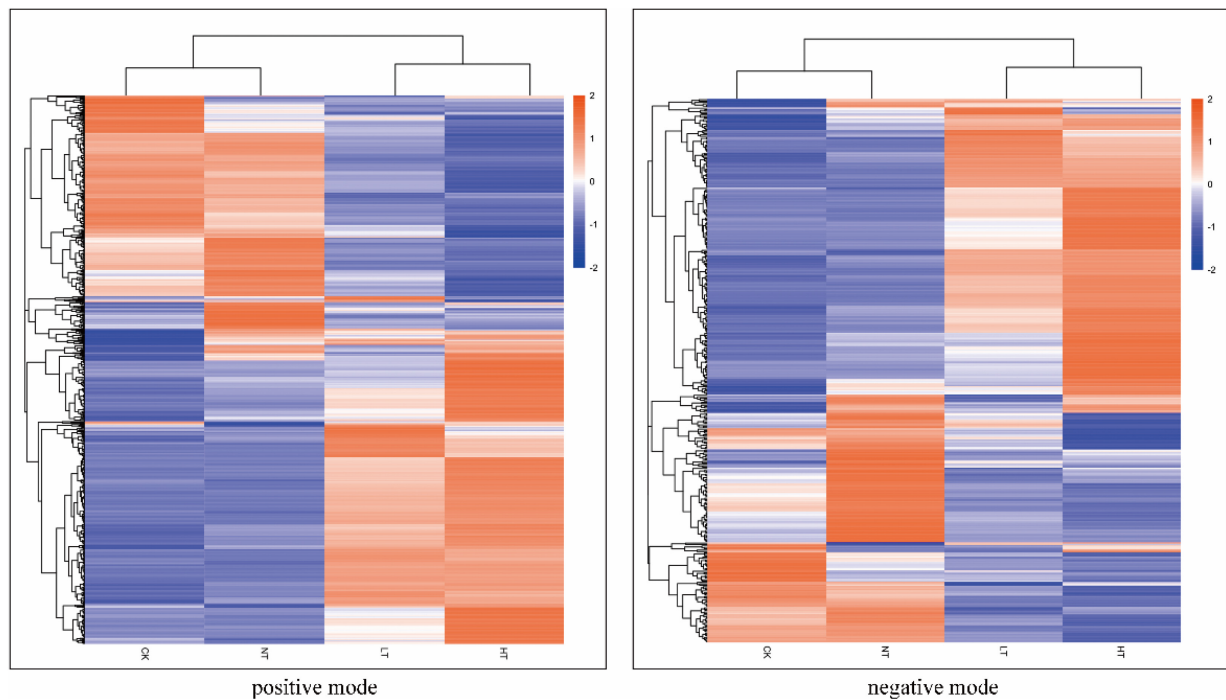 2
1
0
-1
-2
CK
NT
LT
HT
positive mode
2
1
0
-1
-2
CK
NT
LT
HT
negative mode